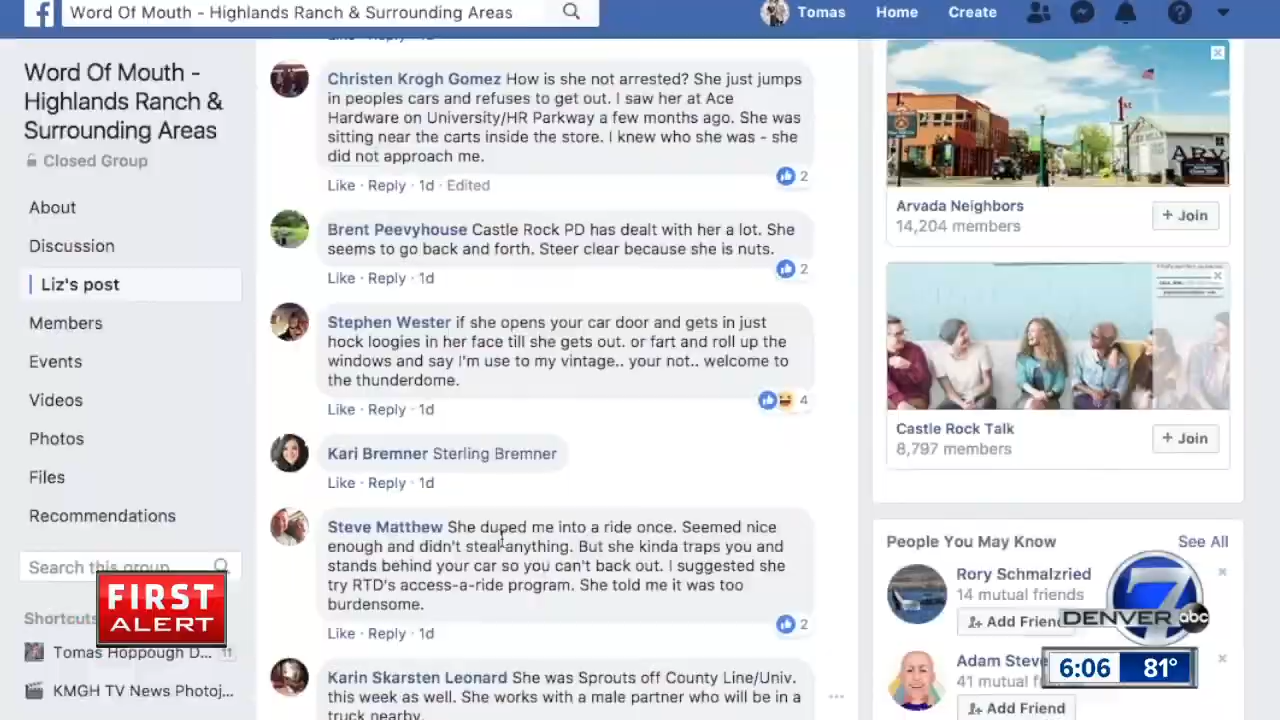 Word Of Mouth - Highlands Ranch & Surrounding Areas
Tomas
Home
Create
Word Of Mouth -
Highlands Ranch &
Surrounding Areas
Closed Group
About
Discussion
Liz's post
Members
Events
Videos
Photos
Files
Recommendations
Search this group
Shortcuts
Tomas Hoppough D... 11
KMGH TV News Photoj...
FIRST
ALERT
Like · Reply · 1d
Christen Krogh Gomez How is she not arrested? She just jumps
in peoples cars and refuses to get out. I saw her at Ace
Hardware on University/HR Parkway a few months ago. She was
sitting near the carts inside the store. I knew who she was - she
did not approach me.
2
Like · Reply · 1d · Edited
Brent Peevyhouse Castle Rock PD has dealt with her a lot. She
seems to go back and forth. Steer clear because she is nuts.
2
Like · Reply · 1d
Stephen Wester if she opens your car door and gets in just
hock loogies in her face till she gets out. or fart and roll up the
windows and say I'm use to my vintage.. your not.. welcome to
the thunderdome.
4
Like · Reply · 1d
Kari Bremner Sterling Bremner
Like · Reply · 1d
Steve Matthew She duped me into a ride once. Seemed nice
enough and didn't steal anything. But she kinda traps you and
stands behind your car so you can't back out. I suggested she
try RTD's access-a-ride program. She told me it was too
burdensome.
2
Like · Reply · 1d
Karin Skarsten Leonard She was Sprouts off County Line/Univ.
this week as well. She works with a male partner who will be in a
truck nearby.
1st
ARV
Arvada Neighbors
14,204 members
+ Join
Castle Rock Talk
8,797 members
+ Join
People You May Know
See All
Rory Schmalzried
14 mutual friends
Add Friend
Adam Steve
41 mutual
Add Friend
7
DENVER abc
6:06 81°